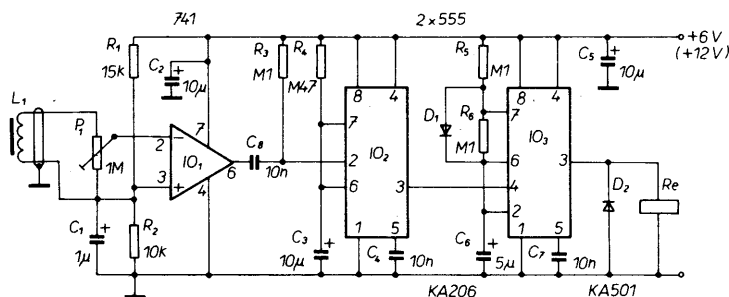 741
2×555
R1
15k
C2
10µ
R3
M1
R4
M47
R5
M1
C5
10µ
+6V
(+12V)
L1
P1
1M
2
3
7
4
6
IO1
C8
10n
8
4
7
2
6
IO2
3
1
5
D1
R6
M1
8
4
7
6
4
2
IO3
3
1
5
D2
Re
C1
1µ
R2
10k
C3
10µ
C4
10n
C6
5µ
C7
10n
KA206
KA501